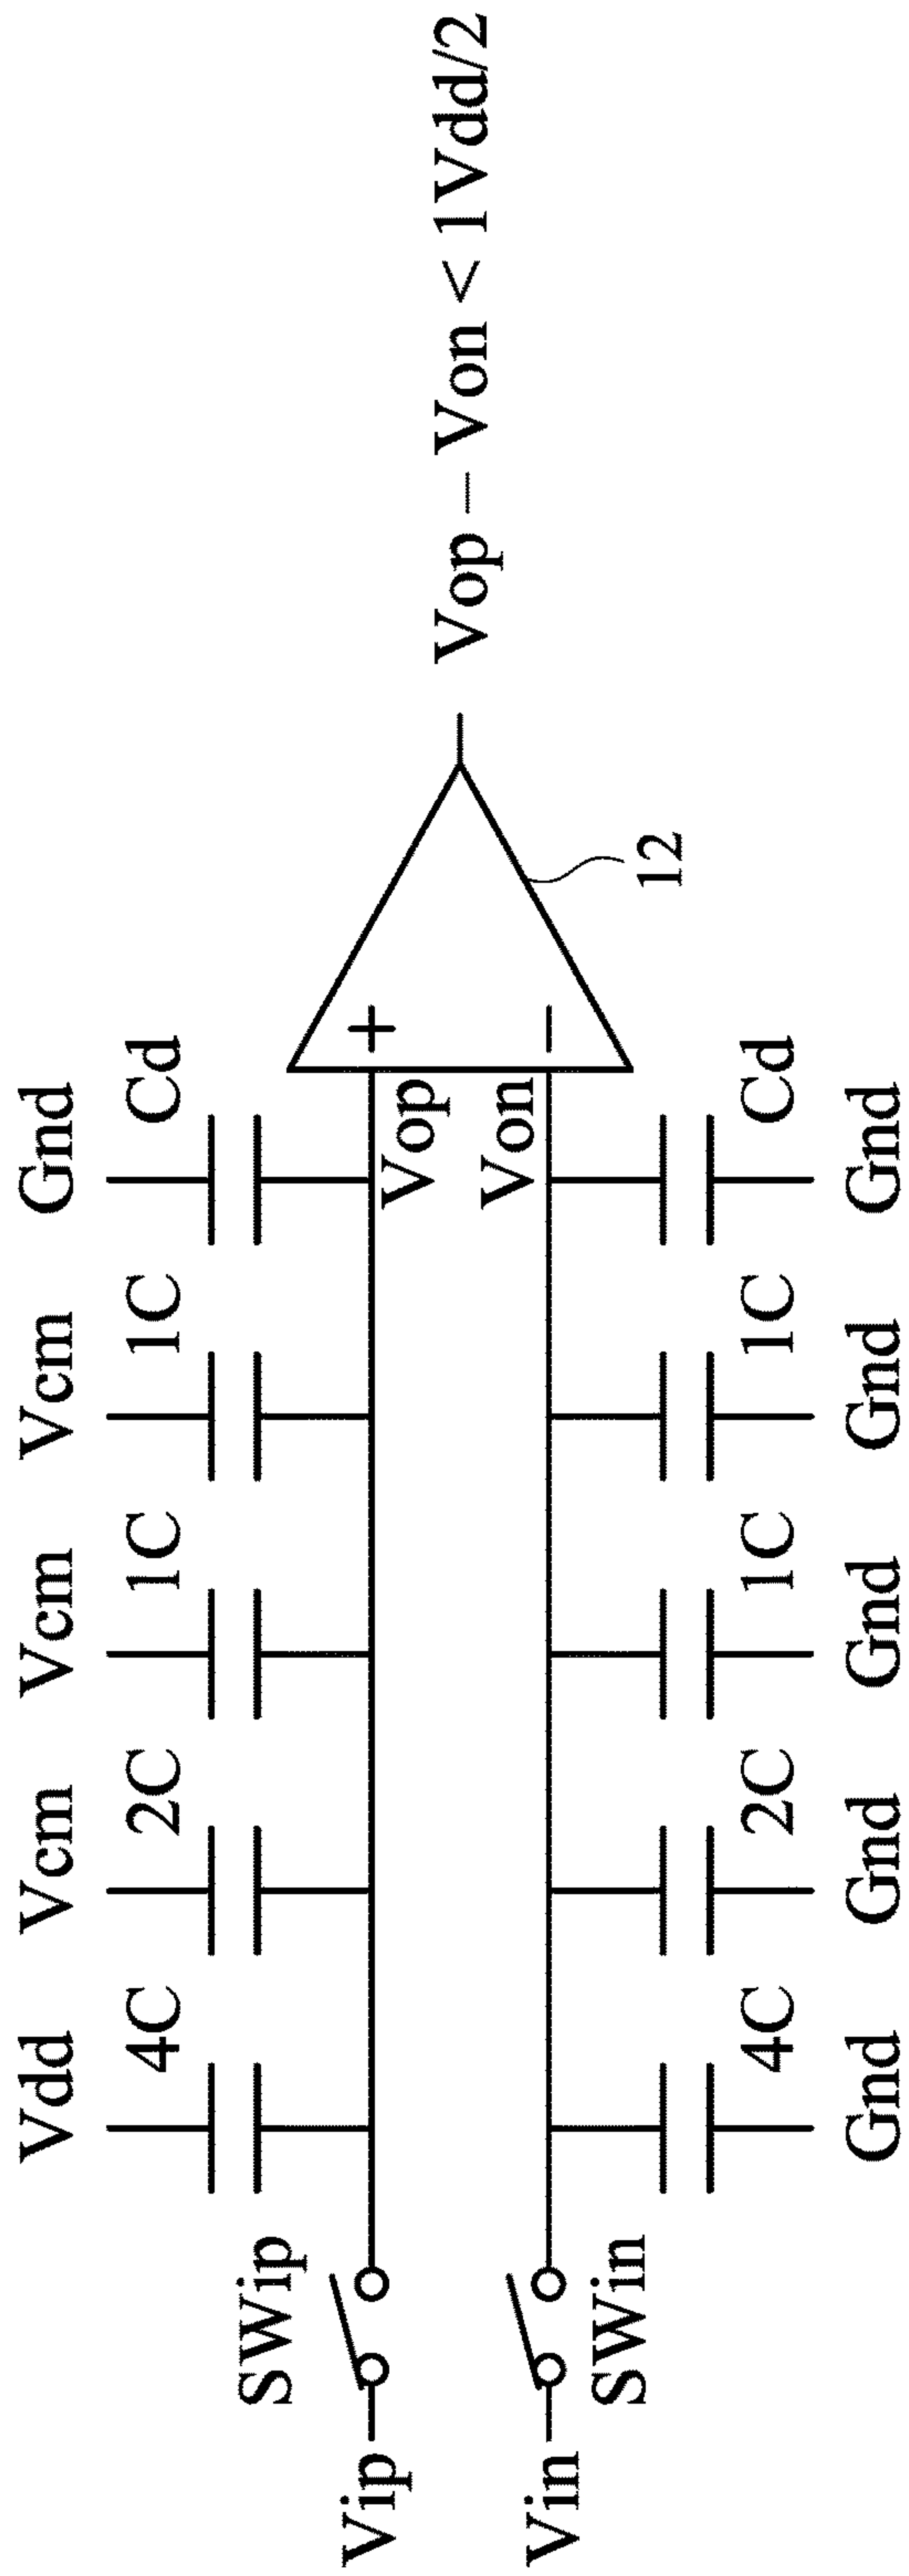 Vdd Vcm Vcm Vcm Gnd
4C 2C 1C 1C Cd
SWip
Vip
Vop
+
Vop – Von < 1Vdd/2
Von
–
Vin
SWin
12
4C 2C 1C 1C Cd
Gnd Gnd Gnd Gnd Gnd